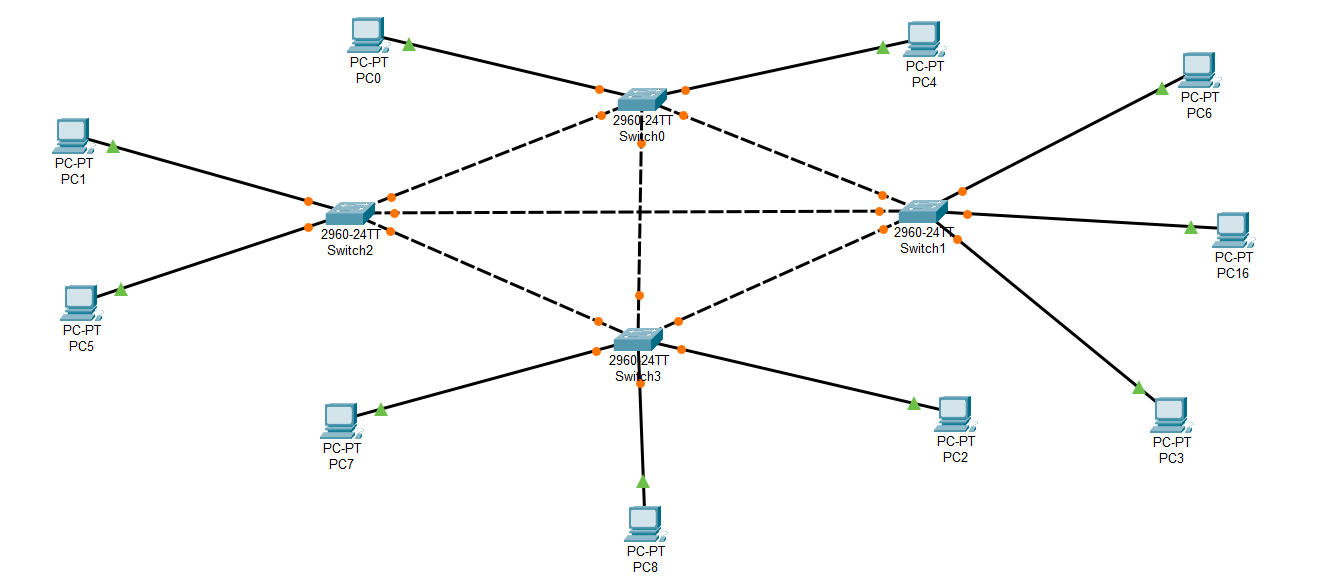 PC-PT
PC0
PC-PT
PC4
PC-PT
PC6
2960-24TT
Switch0
PC-PT
PC1
2960-24TT
Switch2
2960-24TT
Switch1
PC-PT
PC16
PC-PT
PC5
2960-24TT
Switch3
PC-PT
PC7
PC-PT
PC2
PC-PT
PC3
PC-PT
PC8